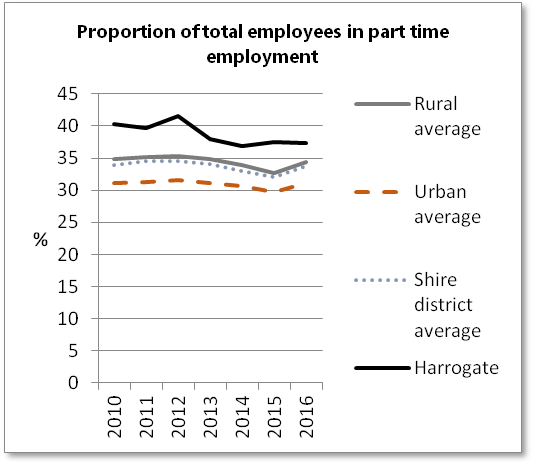 Proportion of total employees in part time
employment
45
40
35
30
25
20
15
10
5
0
%
2010
2011
2012
2013
2014
2015
2016
Rural
average
Urban
average
Shire
district
average
Harrogate